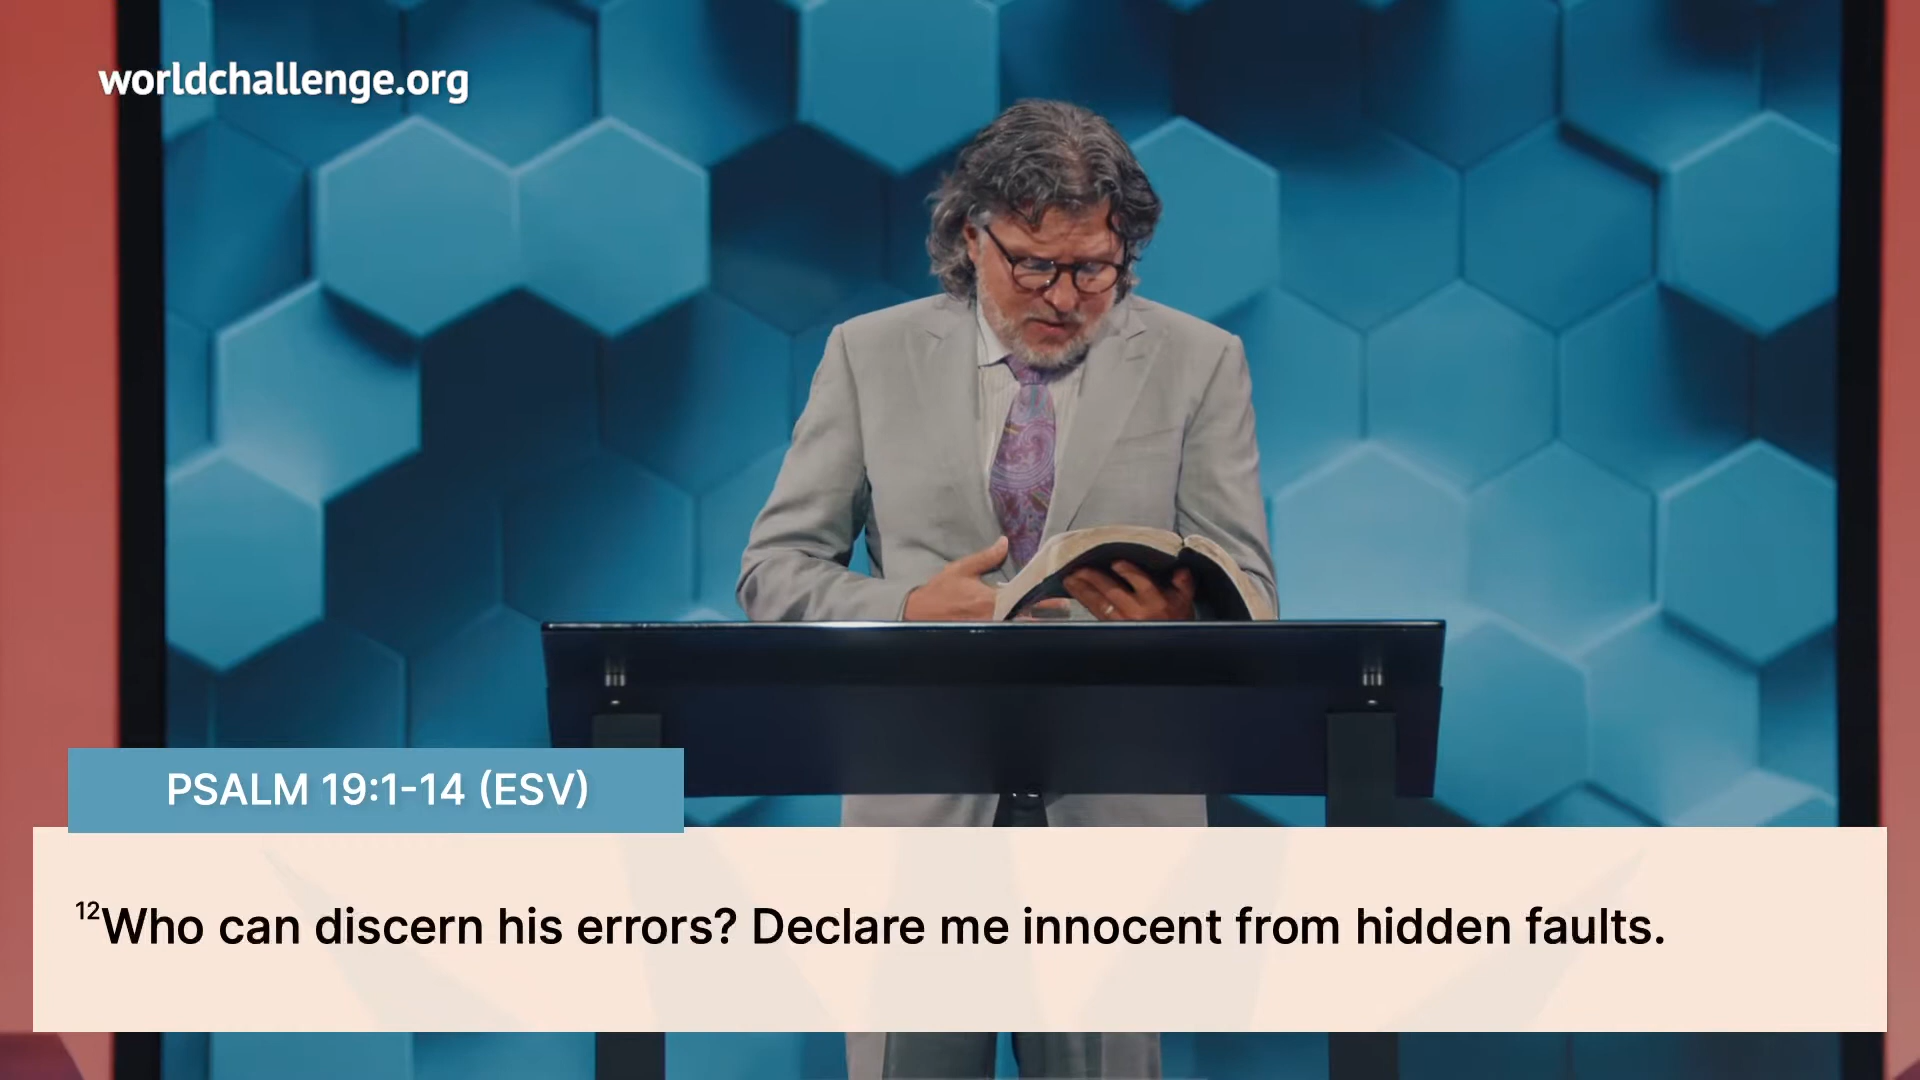 worldchallenge.org
PSALM 19:1-14 (ESV)
12Who can discern his errors? Declare me innocent from hidden faults.